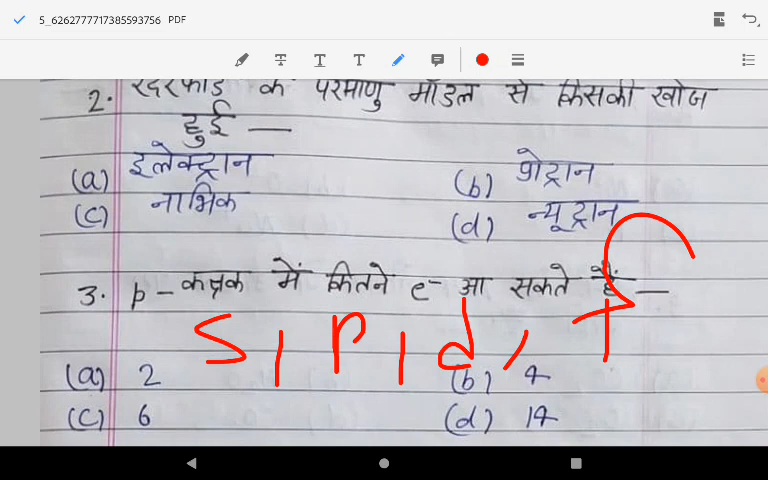 5_6262777717385593756 PDF
2. रदरफोर्ड के परमाणु मॉडल से किसकी खोज
हुई —
(a) इलेक्ट्रान (b) प्रोट्रान
(c) नाभिक (d) न्यूट्रान
3. p - कक्षक में कितने e⁻ आ सकते हैं —
s, p, d, f
(a) 2 (b) 4
(c) 6 (d) 14